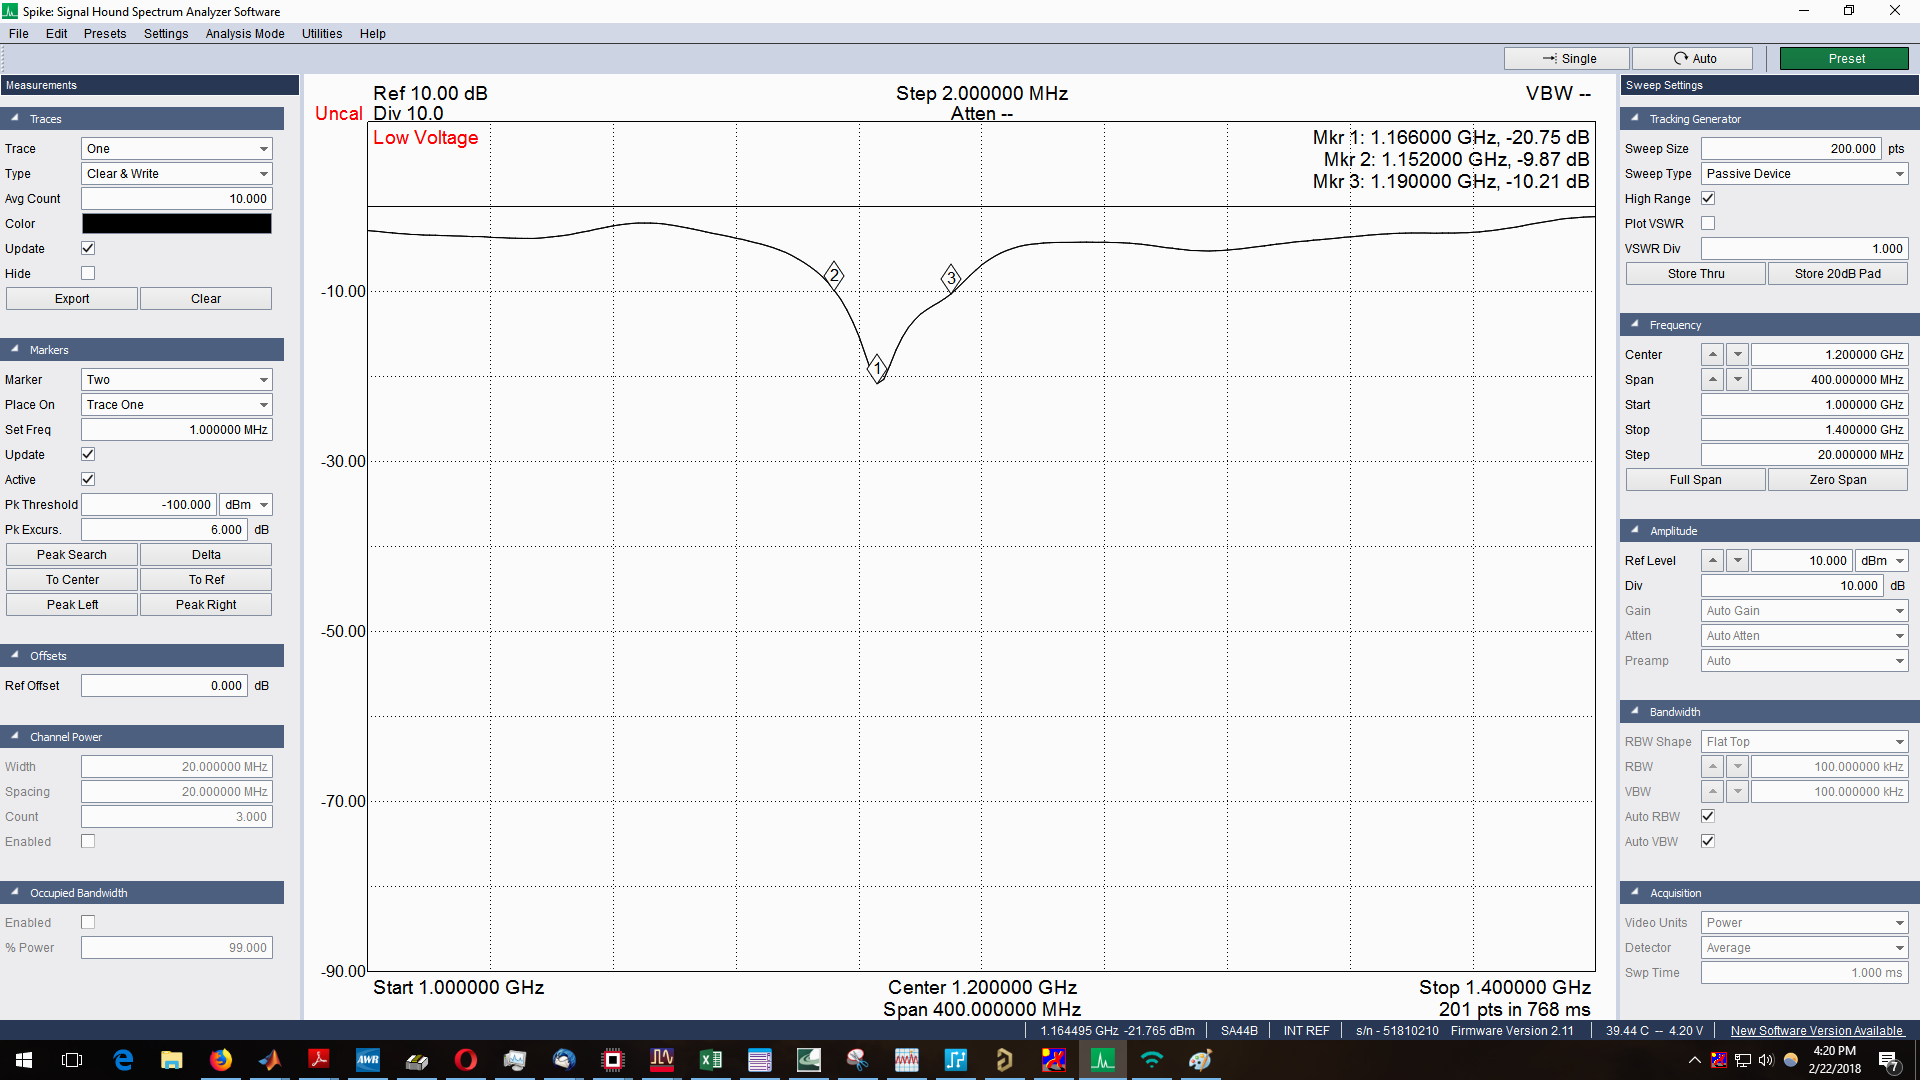 Spike: Signal Hound Spectrum Analyzer Software
File Edit Presets Settings Analysis Mode Utilities Help
Single Auto Preset
Measurements
Traces
Trace One
Type Clear & Write
Avg Count 10.000
Color
Update
Hide
Export Clear
Markers
Marker Two
Place On Trace One
Set Freq 1.000000 MHz
Update
Active
Pk Threshold -100.000 dBm
Pk Excurs. 6.000 dB
Peak Search Delta
To Center To Ref
Peak Left Peak Right
Offsets
Ref Offset 0.000 dB
Channel Power
Width 20.000000 MHz
Spacing 20.000000 MHz
Count 3.000
Enabled
Occupied Bandwidth
Enabled
% Power 99.000
Ref 10.00 dB Step 2.000000 MHz VBW --
Uncal Div 10.0 Atten --
Low Voltage
Mkr 1: 1.166000 GHz, -20.75 dB
Mkr 2: 1.152000 GHz, -9.87 dB
Mkr 3: 1.190000 GHz, -10.21 dB
2 3
-10.00
1
-30.00
-50.00
-70.00
-90.00
Start 1.000000 GHz Center 1.200000 GHz Stop 1.400000 GHz
Span 400.000000 MHz 201 pts in 768 ms
Sweep Settings
Tracking Generator
Sweep Size 200.000 pts
Sweep Type Passive Device
High Range
Plot VSWR
VSWR Div 1.000
Store Thru Store 20dB Pad
Frequency
Center 1.200000 GHz
Span 400.000000 MHz
Start 1.000000 GHz
Stop 1.400000 GHz
Step 20.000000 MHz
Full Span Zero Span
Amplitude
Ref Level 10.000 dBm
Div 10.000 dB
Gain Auto Gain
Atten Auto Atten
Preamp Auto
Bandwidth
RBW Shape Flat Top
RBW 100.000000 kHz
VBW 100.000000 kHz
Auto RBW
Auto VBW
Acquisition
Video Units Power
Detector Average
Swp Time 1.000 ms
1.164495 GHz -21.765 dBm SA44B INT REF s/n - 51810210 Firmware Version 2.11 39.44 C -- 4.20 V New Software Version Available
AWR
4:20 PM
2/22/2018
7